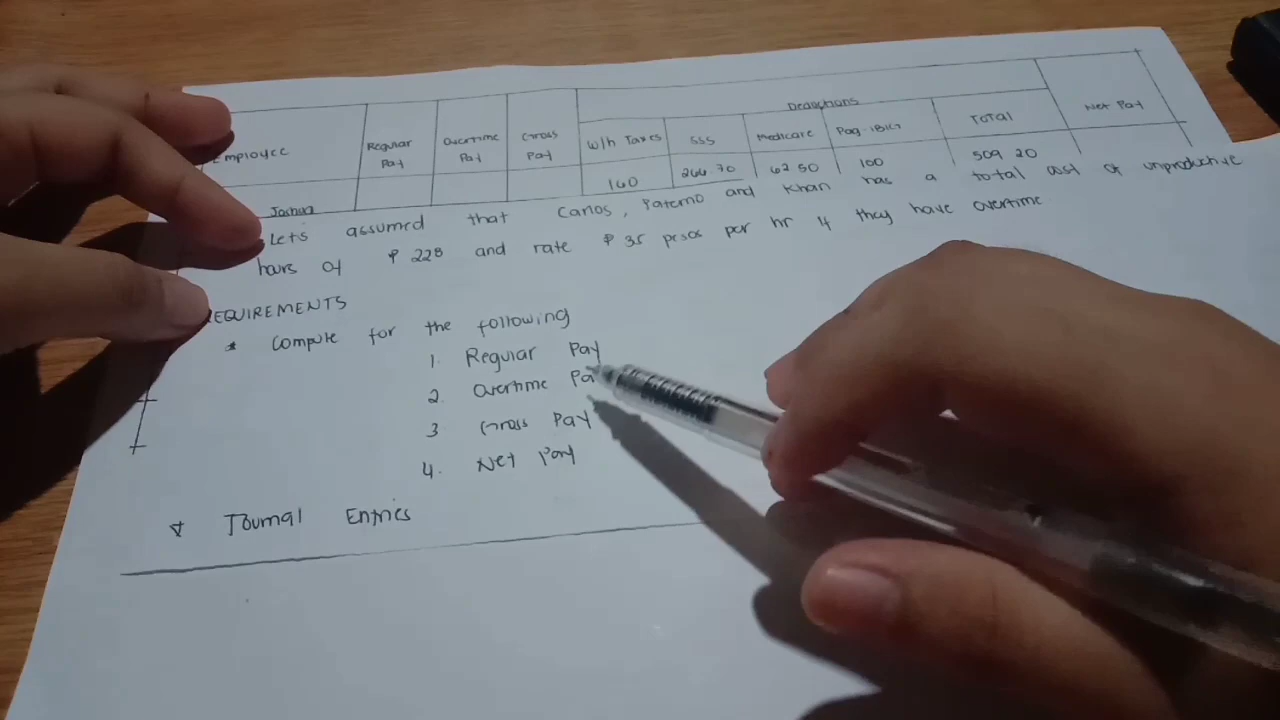 Deductions
Employee Regular Pay Overtime Pay Gross Pay W/h Taxes SSS Medicare Pag-IBIG Total Net Pay
Joshua 160 266.70 62 50 100 509 20
Lets assumed that Carlos, Paterno and Khan has a total cost of unproductive
hours of ₱ 228 and rate ₱ 35 pesos per hr if they have overtime
REQUIREMENTS
* Compute for the following
1. Regular Pay
2. Overtime Pa
3 Gross Pay
4. Net Pay
Journal Entries